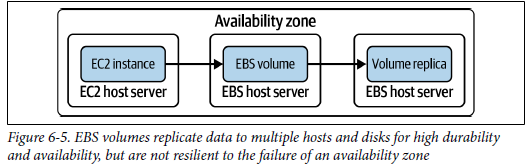 Availability zone
EC2 instance
EBS volume
Volume replica
EC2 host server
EBS host server
EBS host server
Figure 6-5. EBS volumes replicate data to multiple hosts and disks for high durability
and availability, but are not resilient to the failure of an availability zone